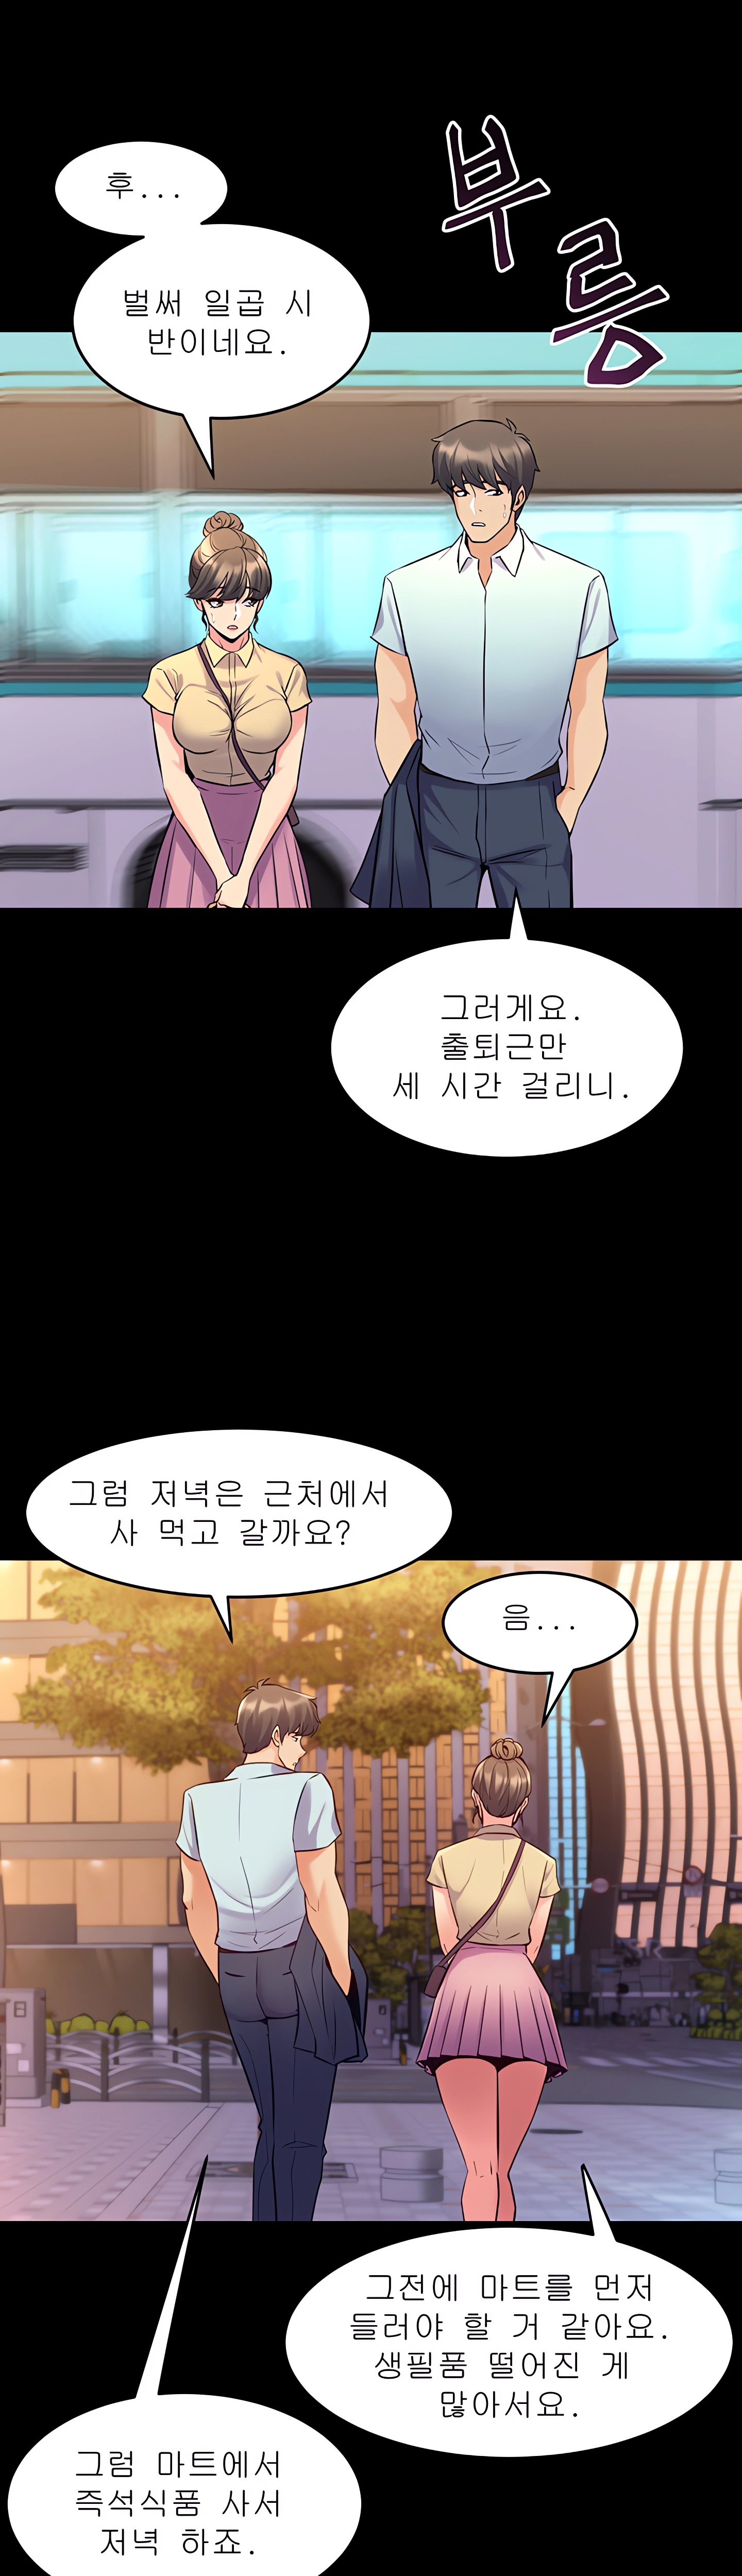 후...
부릉
벌써 일곱 시
반이네요.
그러게요.
출퇴근만
세 시간 걸리니.
그럼 저녁은 근처에서
사 먹고 갈까요?
음...
그전에 마트를 먼저
들러야 할 거 같아요.
생필품 떨어진 게
많아서요.
그럼 마트에서
즉석식품 사서
저녁 하죠.